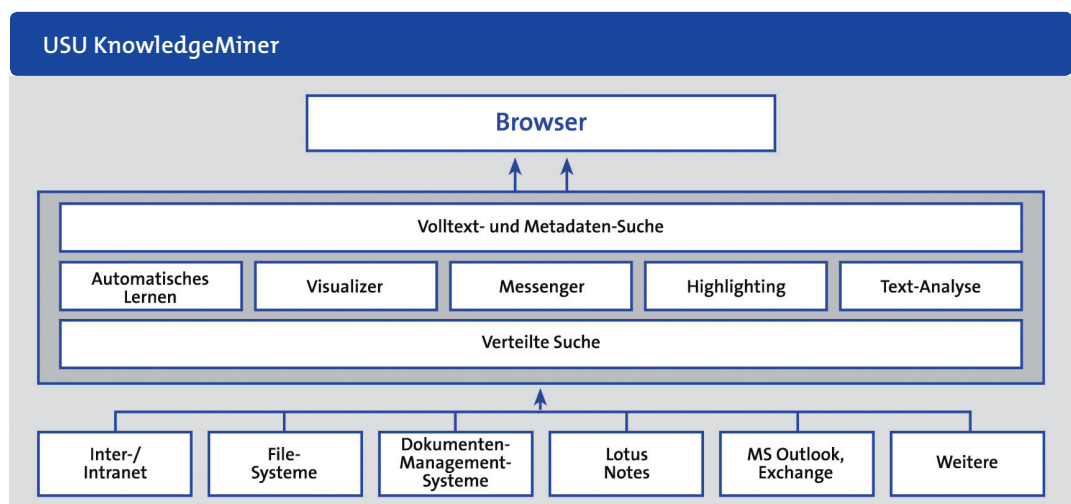 USU KnowledgeMiner
Browser
Volltext- und Metadaten-Suche
Automatisches
Lernen
Visualizer
Messenger
Highlighting
Text-Analyse
Verteilte Suche
Inter-/
Intranet
File-
Systeme
Dokumenten-
Management-
Systeme
Lotus
Notes
MS Outlook,
Exchange
Weitere